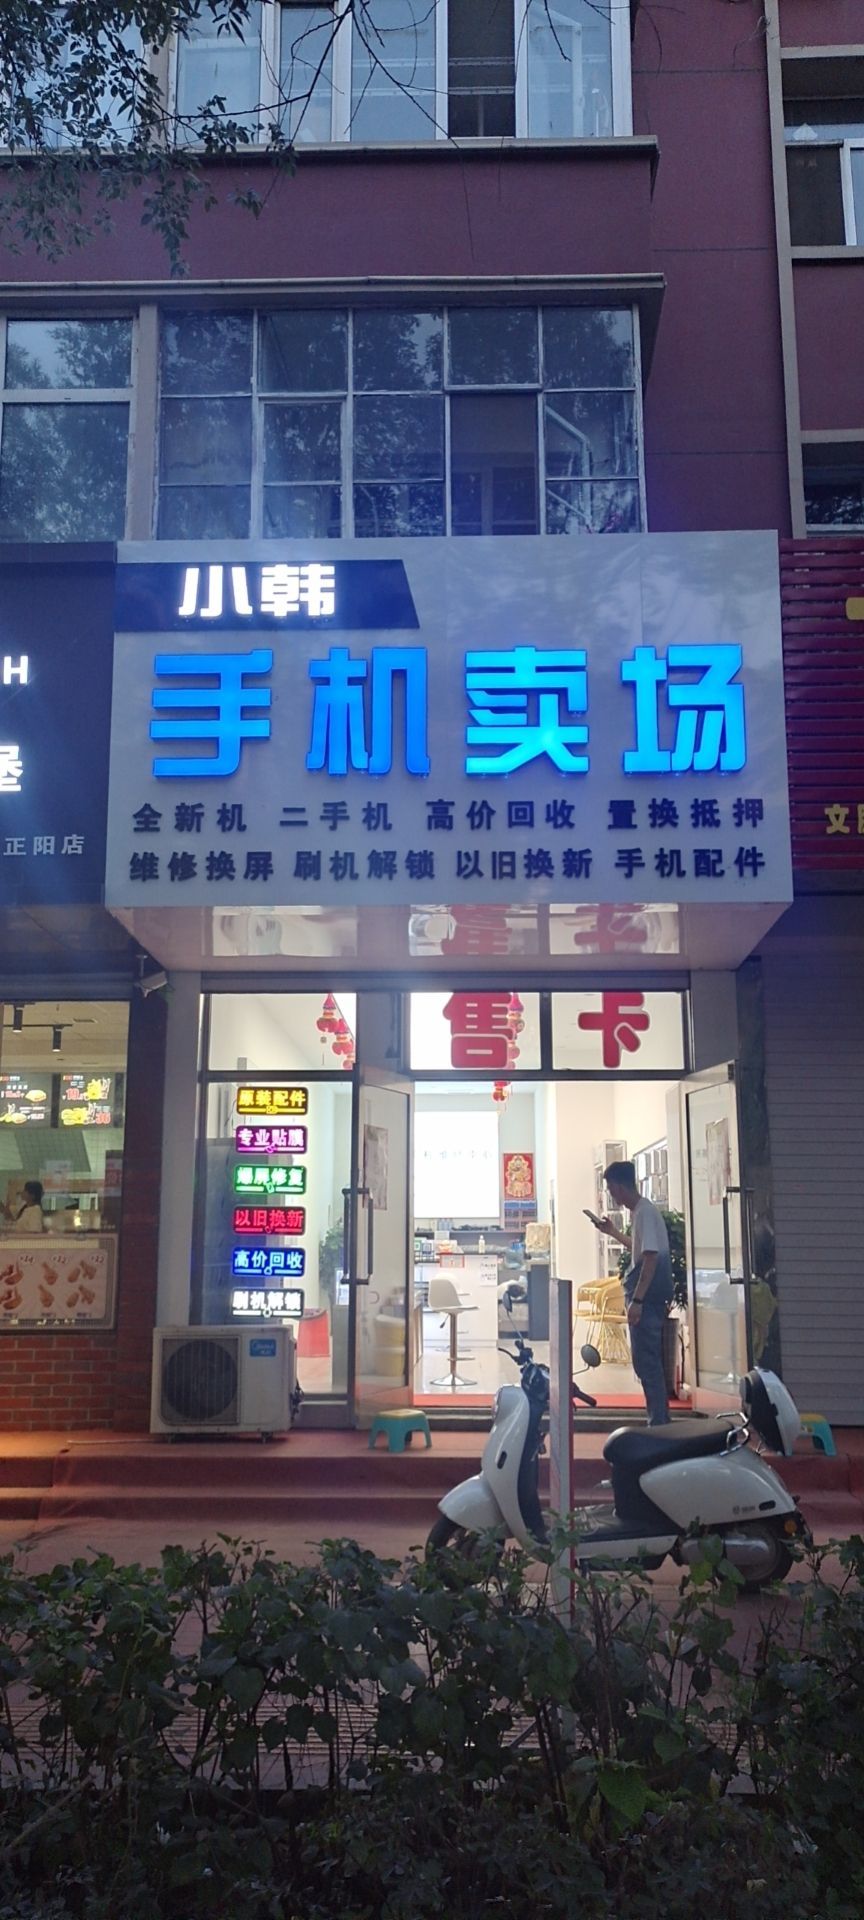 小韩
手机卖场
全新机 二手机 高价回收 置换抵押
维修换屏 刷机解锁 以旧换新 手机配件
H
堡
正阳店
售 卡
原装配件
专业贴膜
爆屏修复
以旧换新
高价回收
刷机解锁
Midea